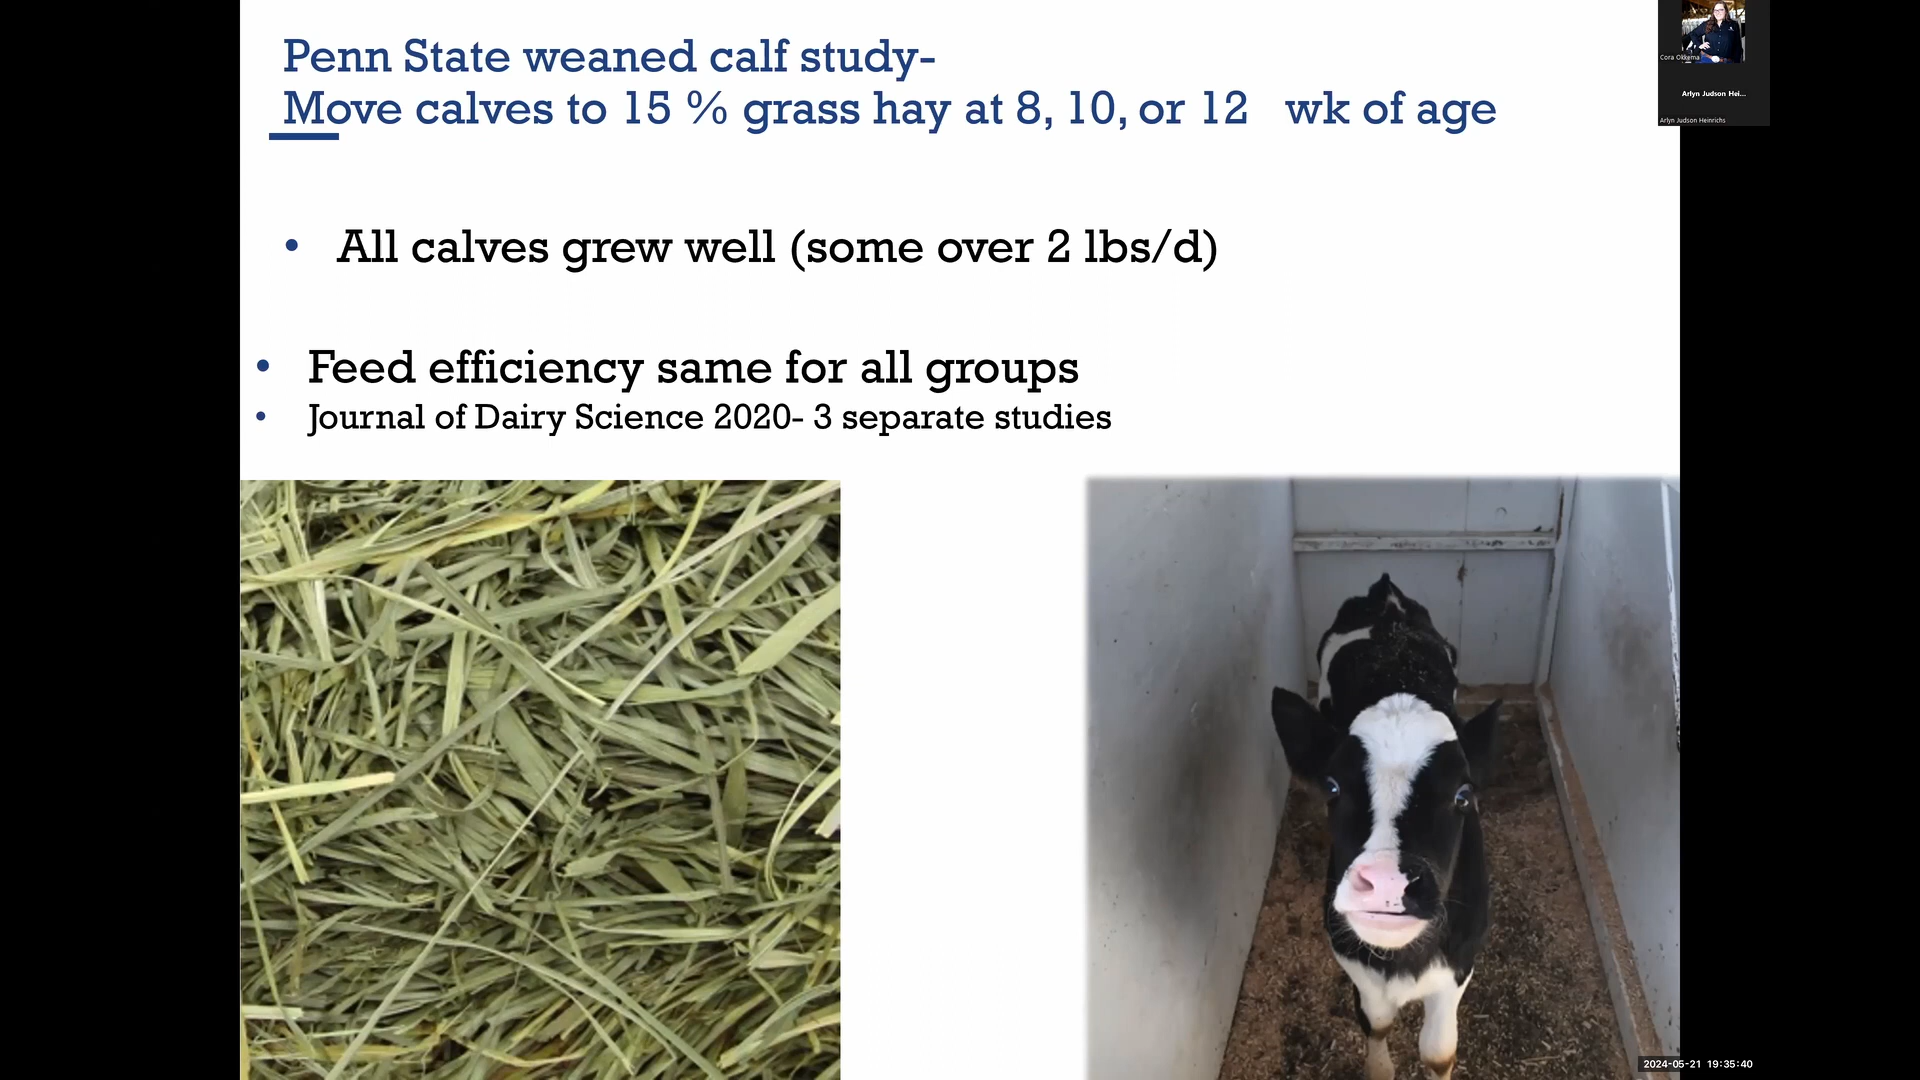 Penn State weaned calf study-
Move calves to 15 % grass hay at 8, 10, or 12 wk of age
• All calves grew well (some over 2 lbs/d)
• Feed efficiency same for all groups
• Journal of Dairy Science 2020- 3 separate studies
Cora Okkema
Arlyn Judson Hei...
Arlyn Judson Heinrichs
2024-05-21 19:35:40